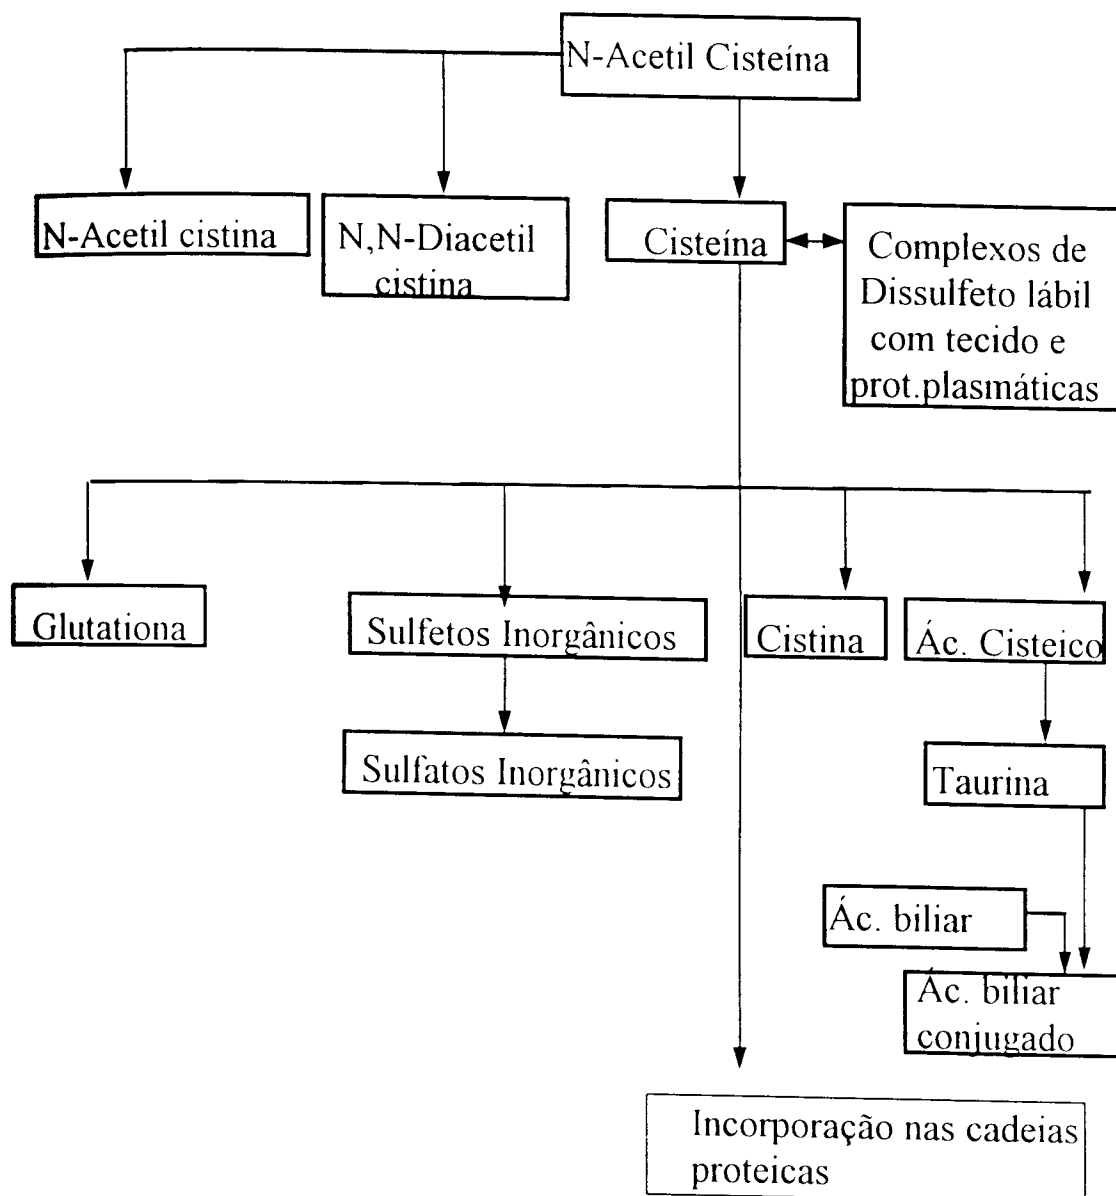 N-Acetil Cisteína
N-Acetil cistina
N,N-Diacetil
cistina
Cisteína
Complexos de
Dissulfeto lábil
com tecido e
prot.plasmáticas
Glutationa
Sulfetos Inorgânicos
Cistina
Ác. Cisteico
Sulfatos Inorgânicos
Taurina
Ác. biliar
Ác. biliar
conjugado
Incorporação nas cadeias
proteicas